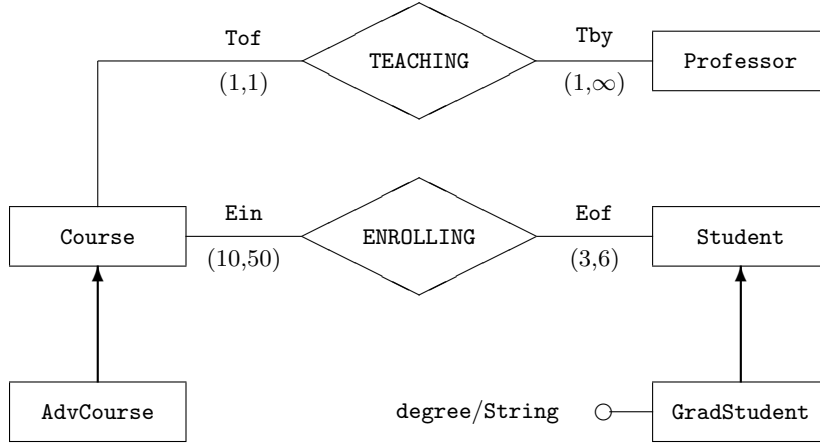 Tof
TEACHING
Tby
Professor
(1,1)
(1,∞)
Course
Ein
ENROLLING
Eof
Student
(10,50)
(3,6)
AdvCourse
degree/String
GradStudent